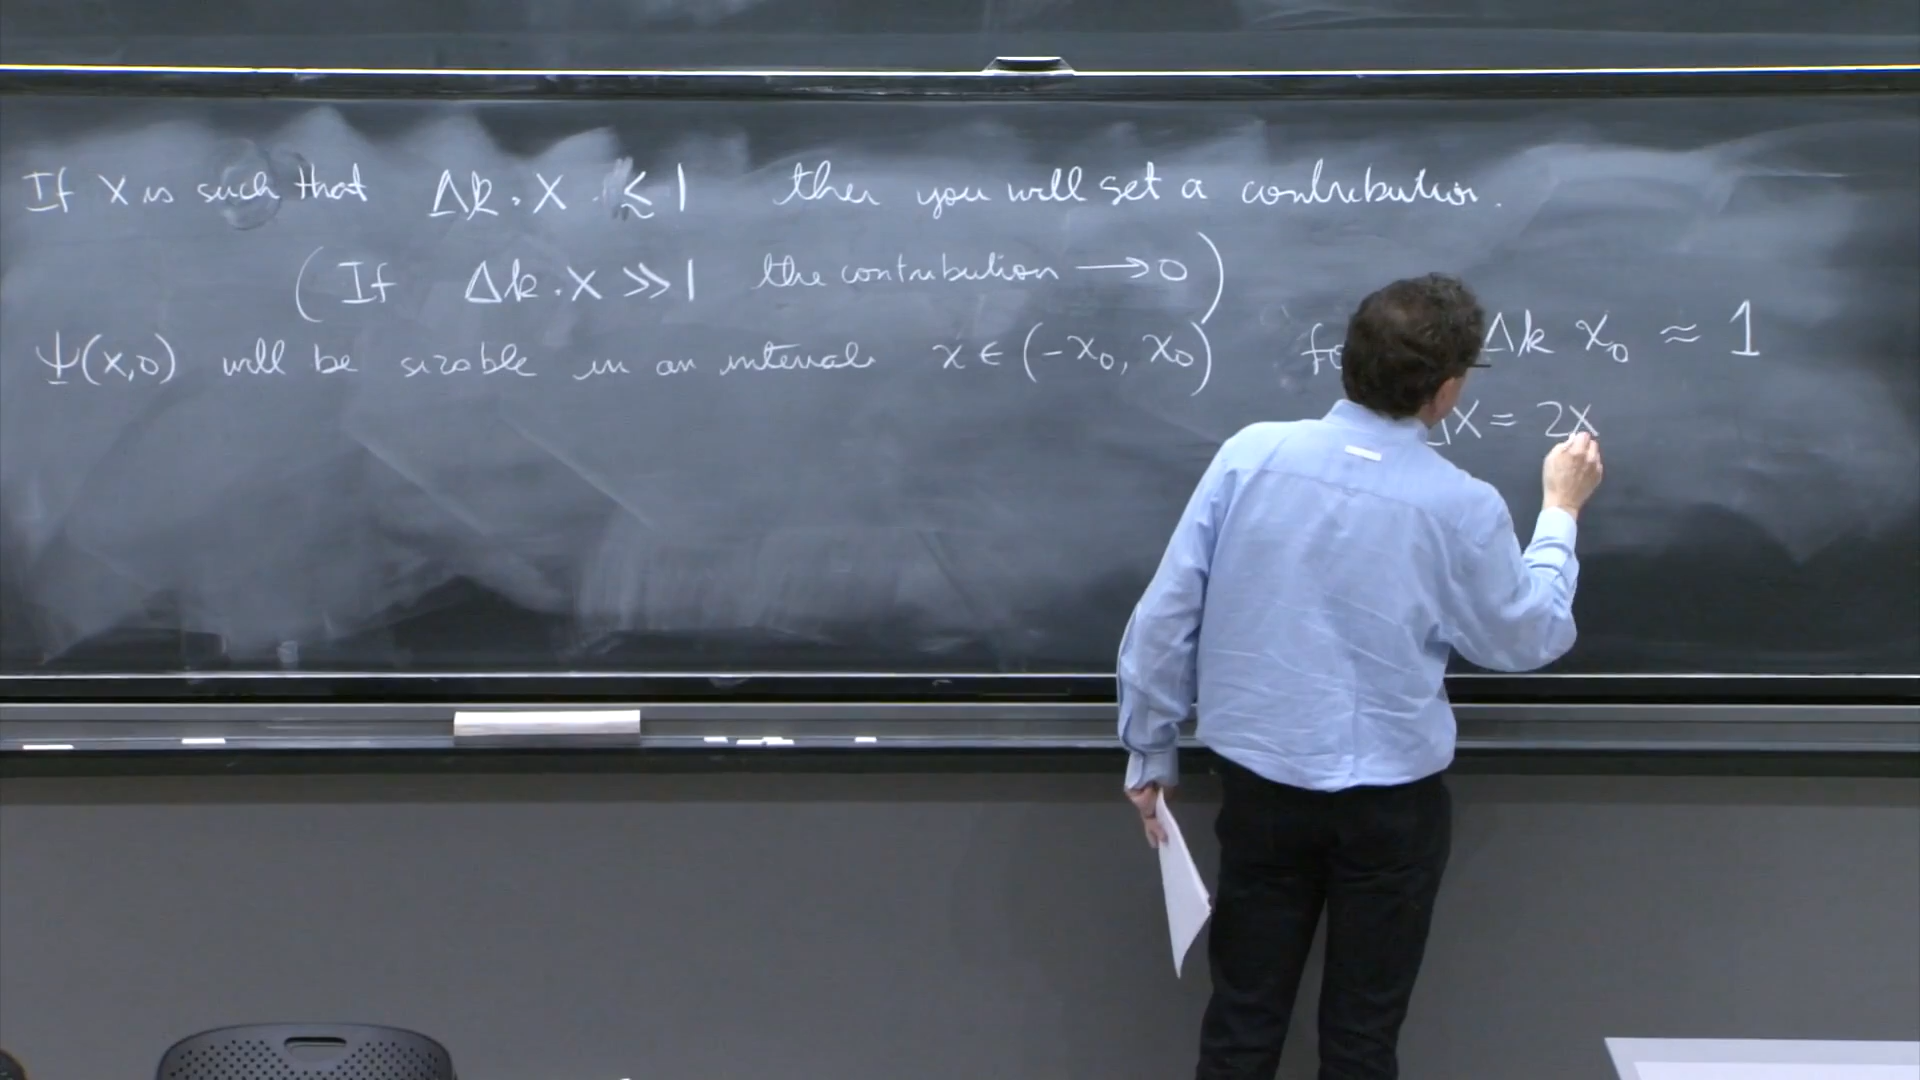 If x is such that Δk · x ≲ 1 then you will get a contribution.
(If Δk · x >> 1 the contribution → 0)
Ψ(x,0) will be sizable in an interval x ∈ (-x₀, x₀) Δk x₀ ≈ 1
x = 2x